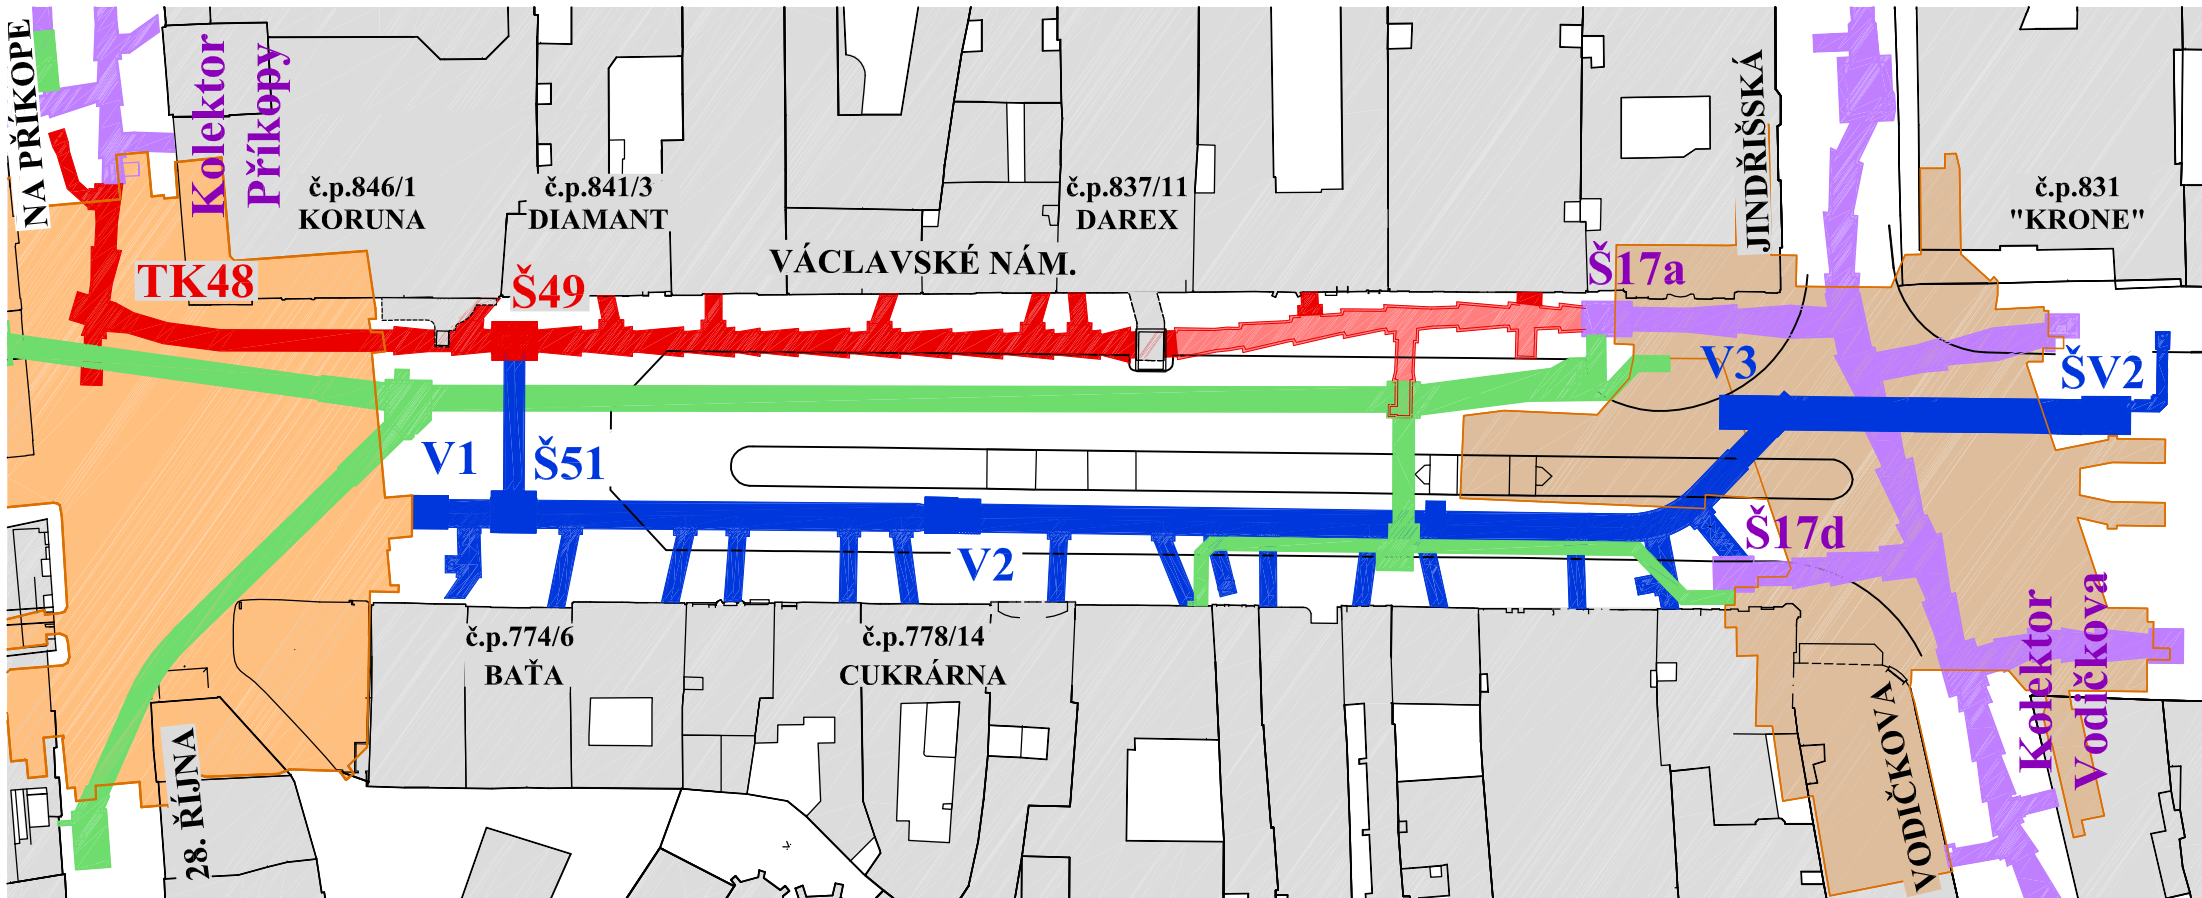 NA PŘÍKOPE
Kolektor
Příkopy
č.p.846/1
KORUNA
č.p.841/3
DIAMANT
č.p.837/11
DAREX
VÁCLAVSKÉ NÁM.
JINDŘIŠSKÁ
č.p.831
"KRONE"
TK48
Š49
Š17a
V3
ŠV2
V1
Š51
V2
Š17d
č.p.774/6
BAŤA
č.p.778/14
CUKRÁRNA
28. ŘÍJNA
VODIČKOVA
Kolektor
Vodičkova